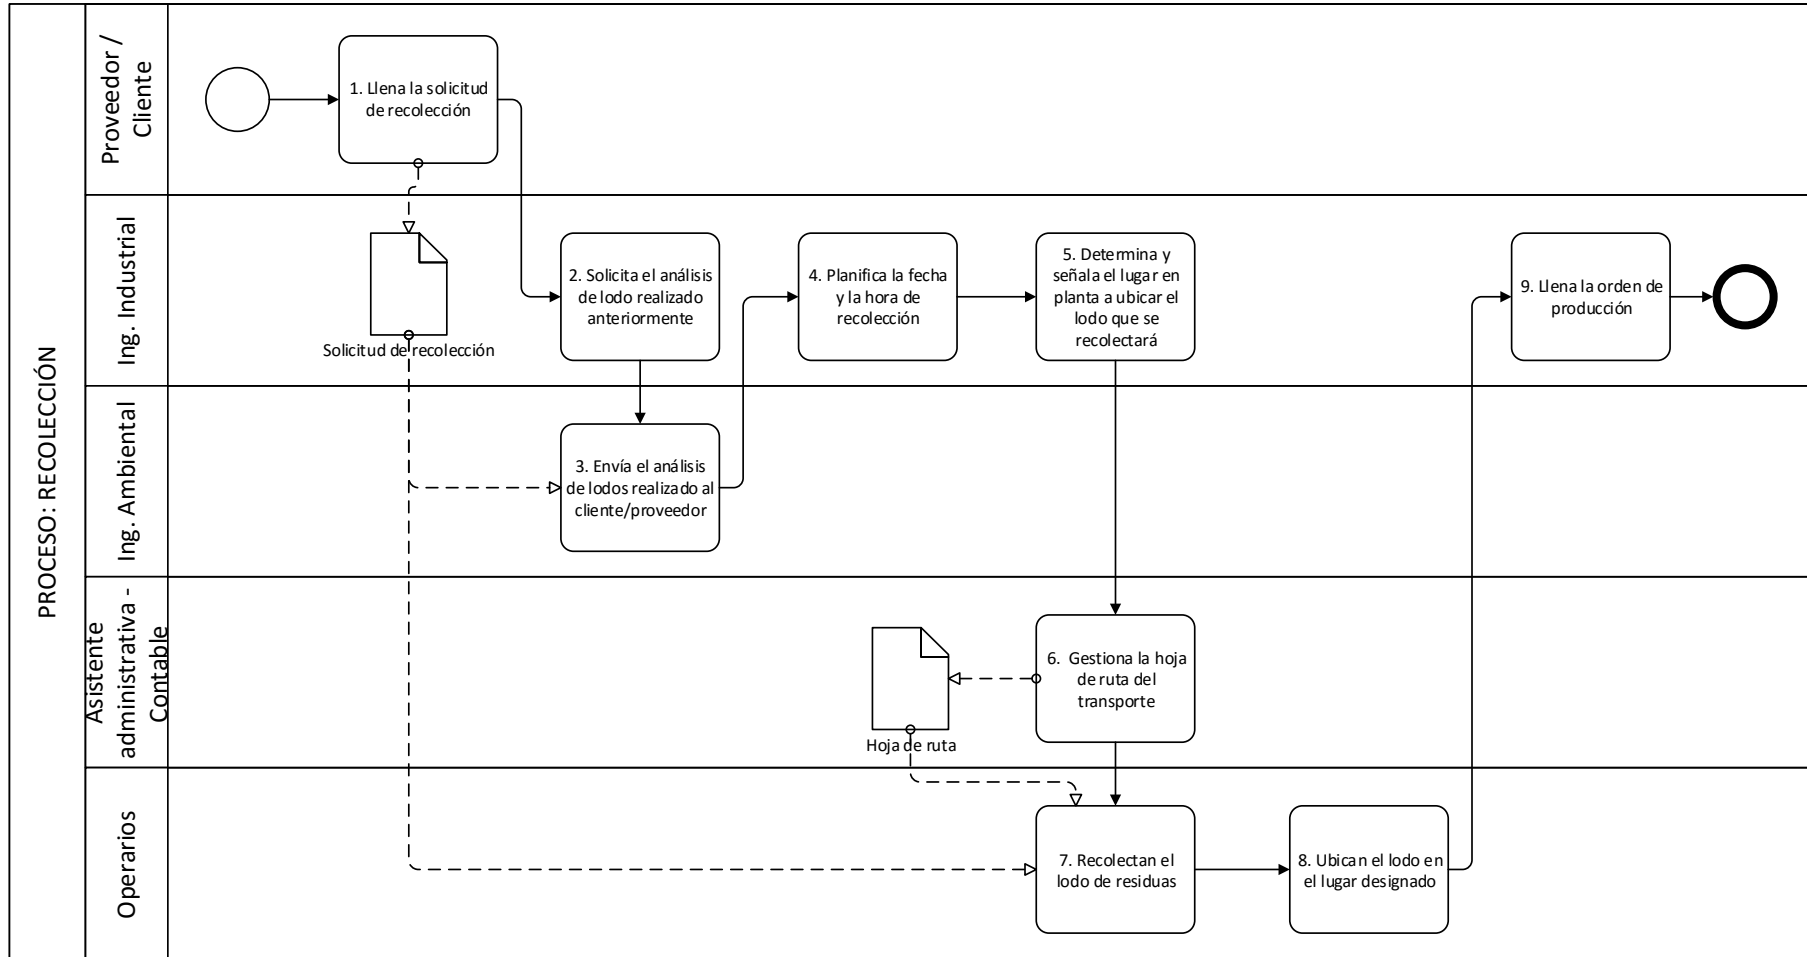 PROCESO: RECOLECCIÓN
Proveedor /
Cliente
1. Llena la solicitud
de recolección
Ing. Industrial
Solicitud de recolección
2. Solicita el análisis
de lodo realizado
anteriormente
4. Planifica la fecha
y la hora de
recolección
5. Determina y
señala el lugar en
planta a ubicar el
lodo que se
recolectará
9. Llena la orden de
producción
Ing. Ambiental
3. Envía el análisis
de lodos realizado al
cliente/proveedor
Asistente
administrativa -
Contable
Hoja de ruta
6. Gestiona la hoja
de ruta del
transporte
Operarios
7. Recolectan el
lodo de residuas
8. Ubican el lodo en
el lugar designado